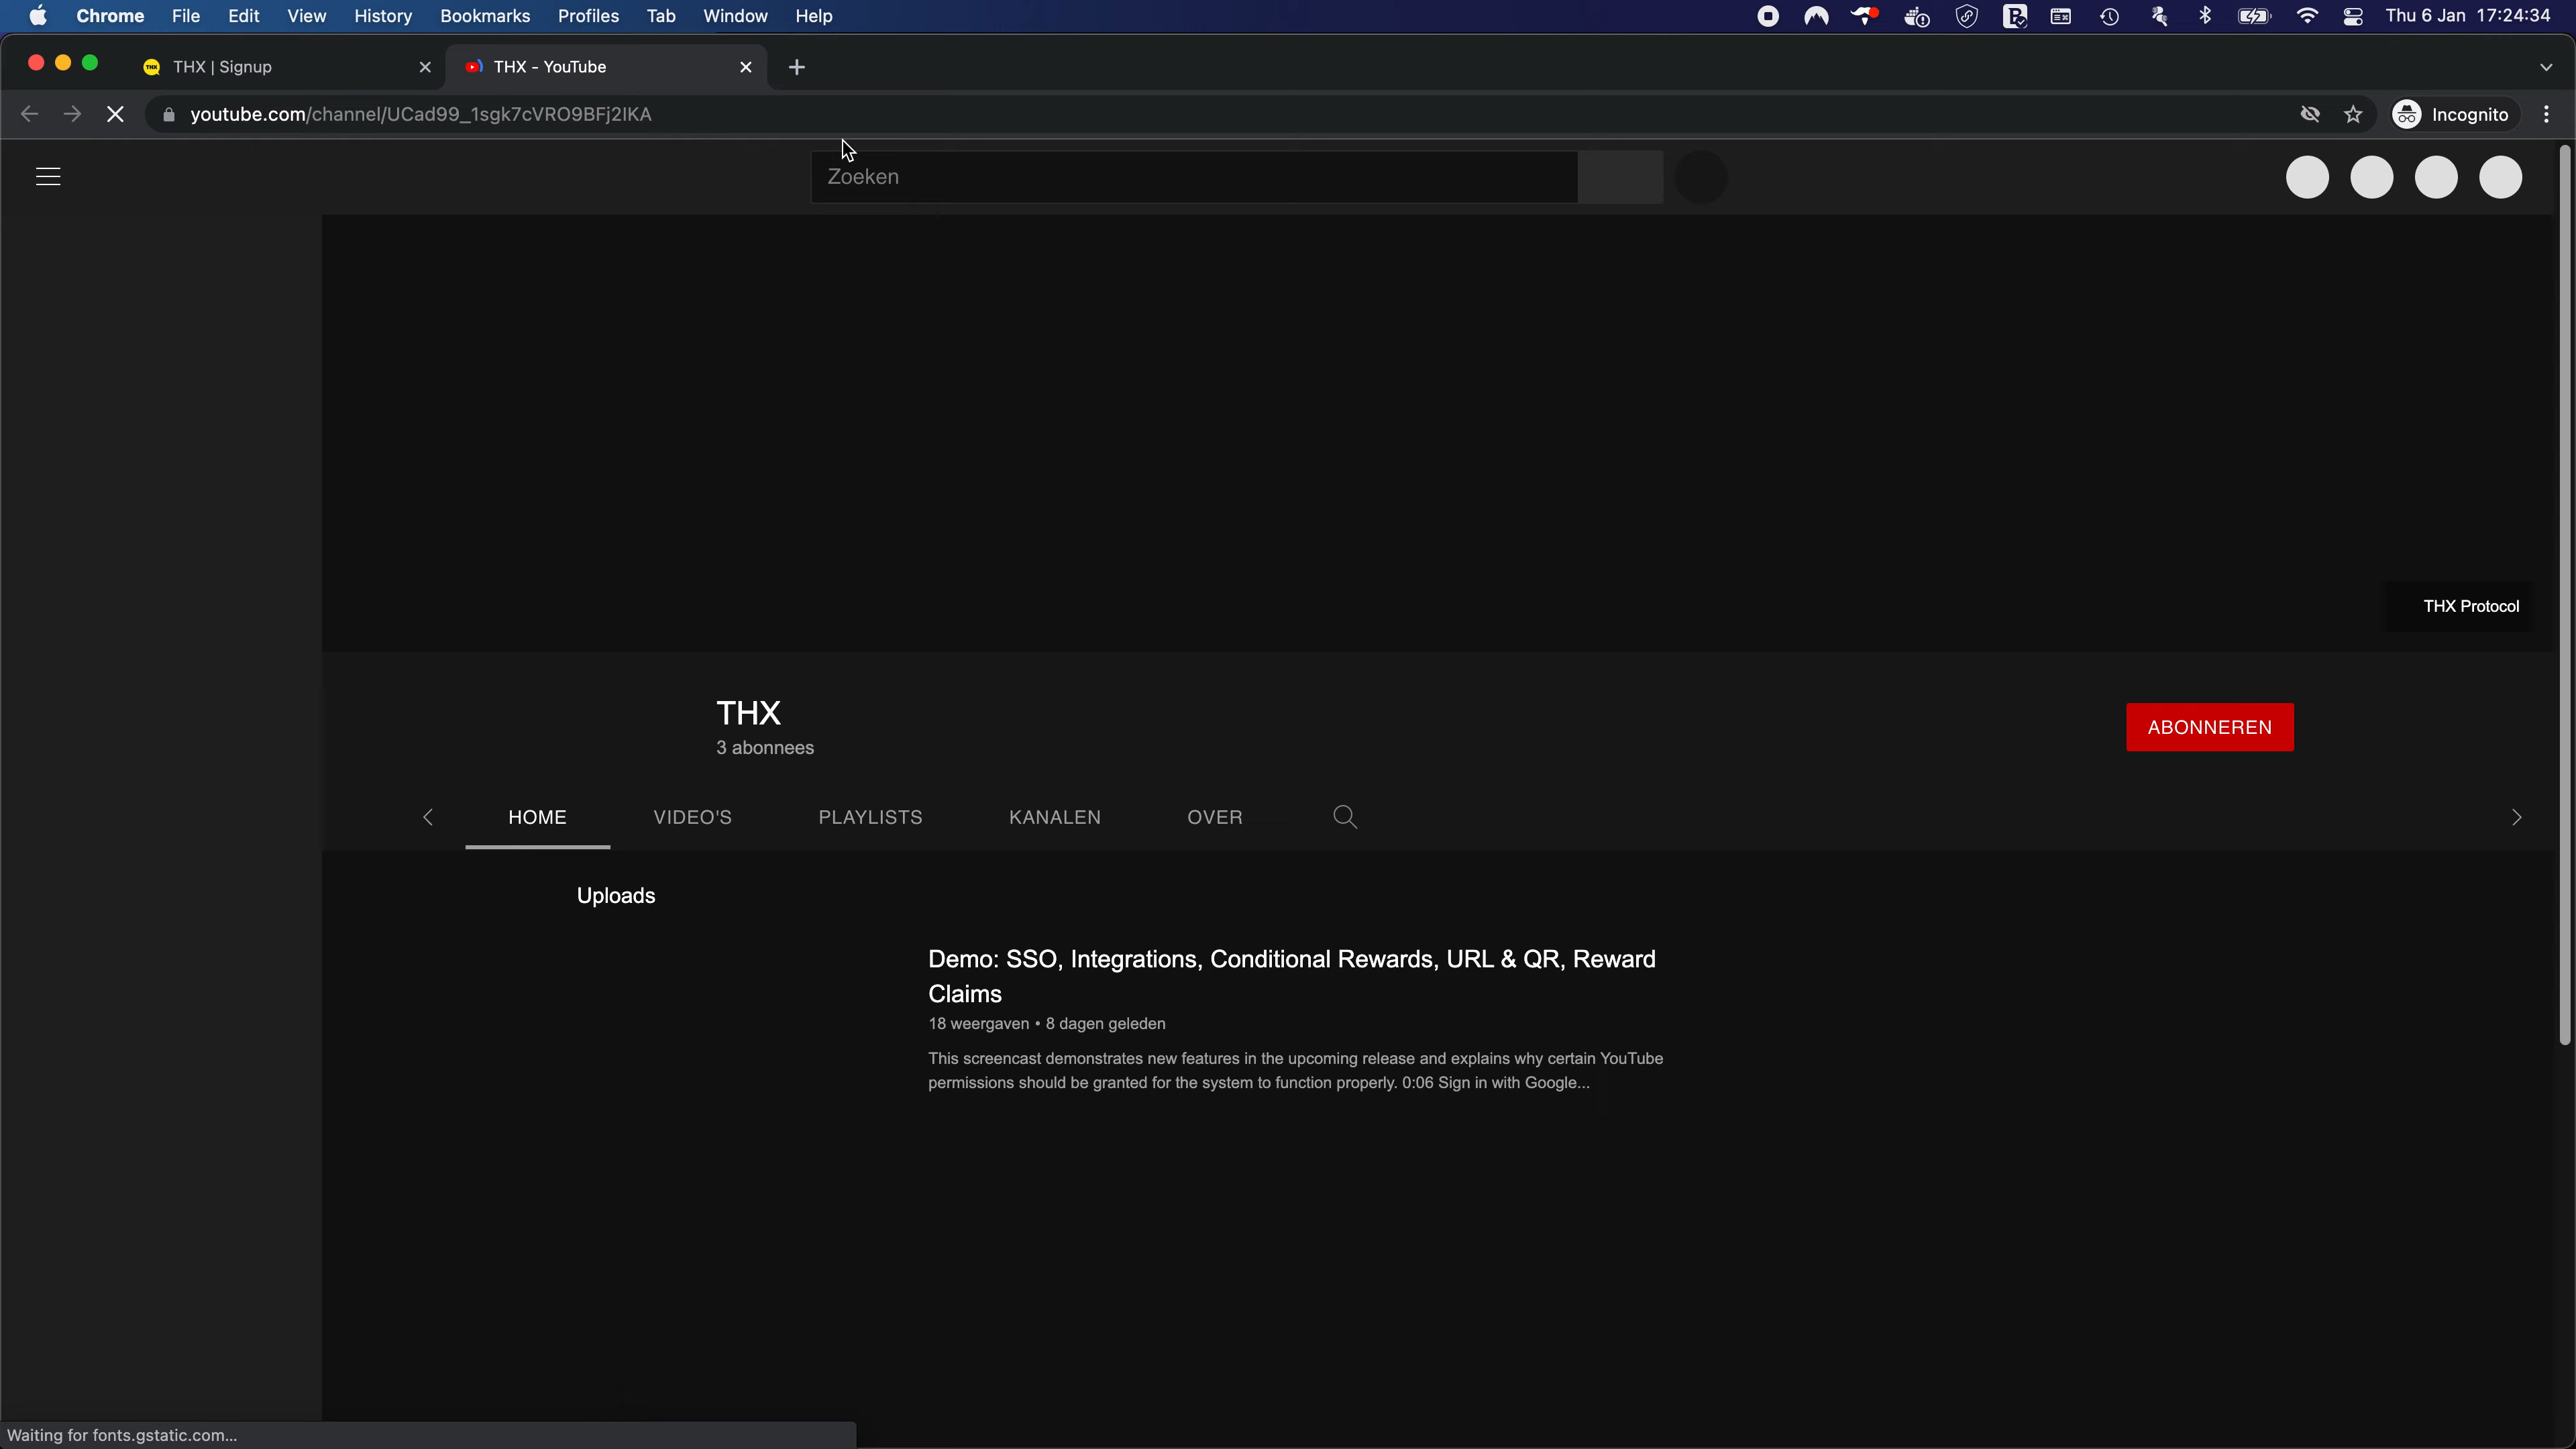 Chrome File Edit View History Bookmarks Profiles Tab Window Help Thu 6 Jan 17:24:34
THX | Signup THX - YouTube
youtube.com/channel/UCad99_1sgk7cVRO9BFj2IKA Incognito
Zoeken
THX Protocol
THX
3 abonnees
ABONNEREN
HOME VIDEO'S PLAYLISTS KANALEN OVER
Uploads
Demo: SSO, Integrations, Conditional Rewards, URL & QR, Reward
Claims
18 weergaven • 8 dagen geleden
This screencast demonstrates new features in the upcoming release and explains why certain YouTube
permissions should be granted for the system to function properly. 0:06 Sign in with Google...
Waiting for fonts.gstatic.com...